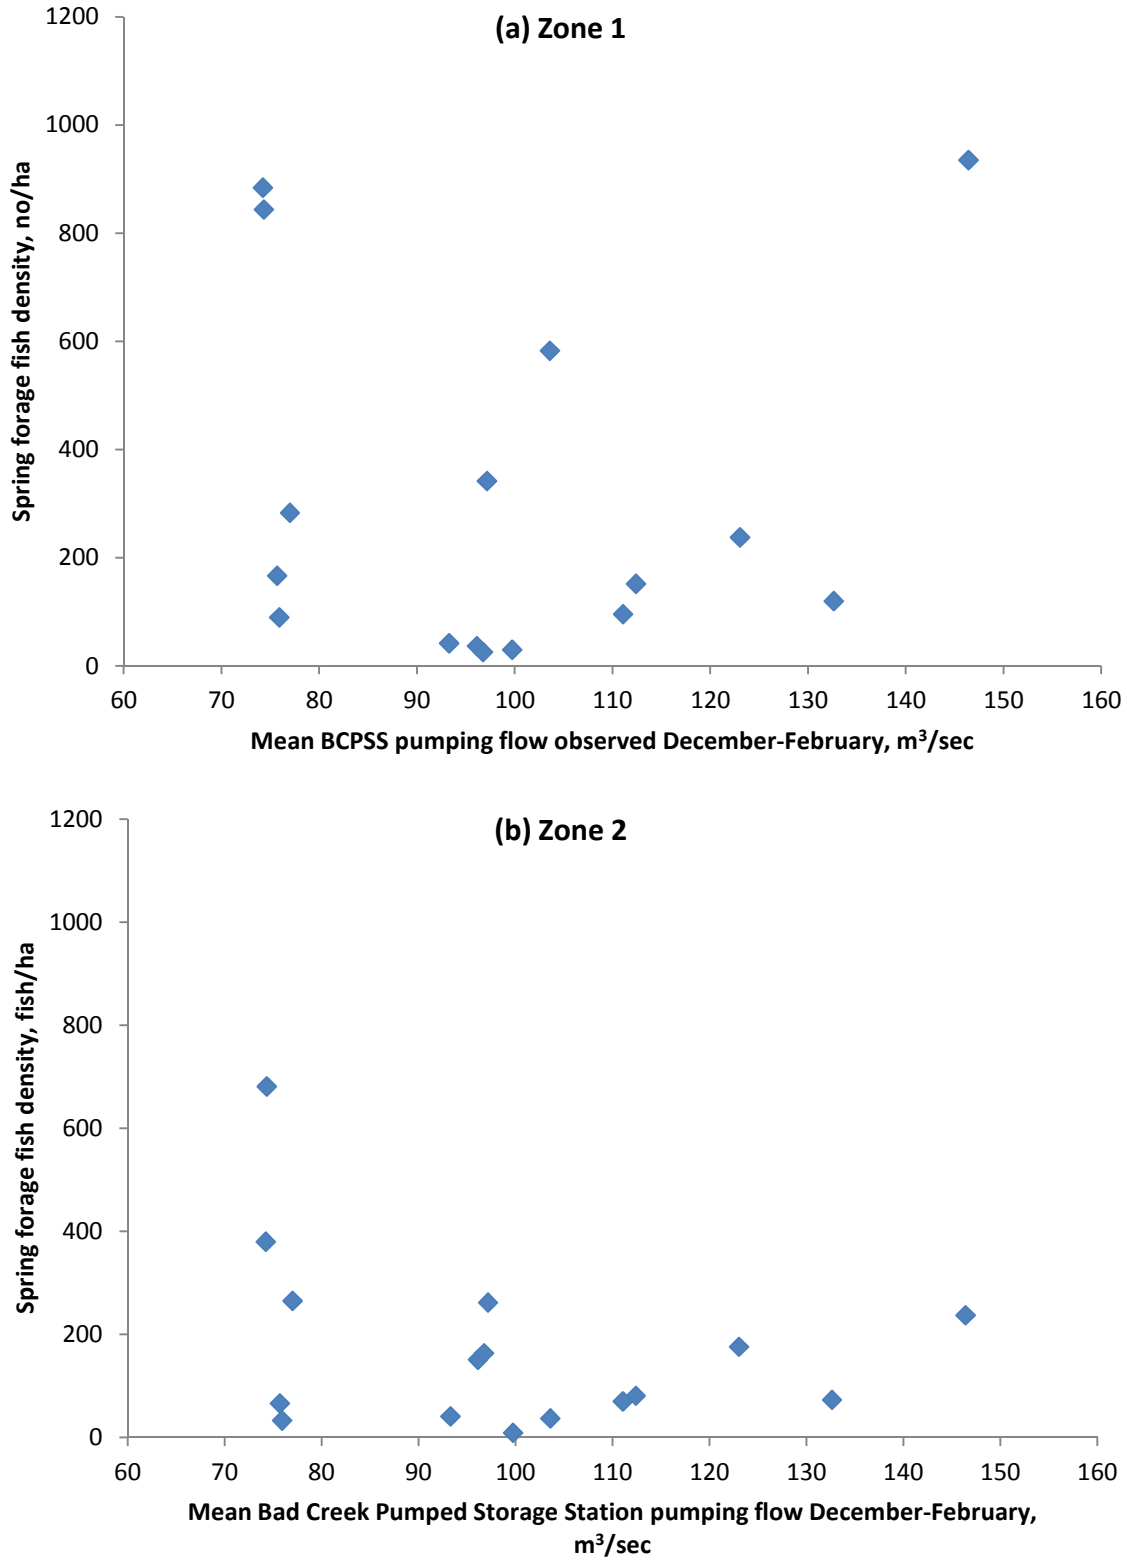 (a) Zone 1
1200
1000
800
600
400
200
0
Spring forage fish density, no/ha
60 70 80 90 100 110 120 130 140 150 160
Mean BCPSS pumping flow observed December-February, m³/sec
(b) Zone 2
1200
1000
800
600
400
200
0
Spring forage fish density, fish/ha
60 70 80 90 100 110 120 130 140 150 160
Mean Bad Creek Pumped Storage Station pumping flow December-February,
m³/sec